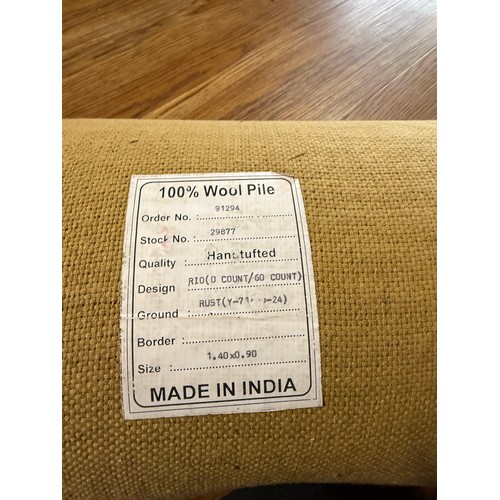 100% Wool Pile
Order No. : 91294
Stock No. : 29877
Quality : Handtufted
Design RIO(0 COUNT/60 COUNT)
Ground : RUST
Border :
Size : 1.40x0.90
MADE IN INDIA